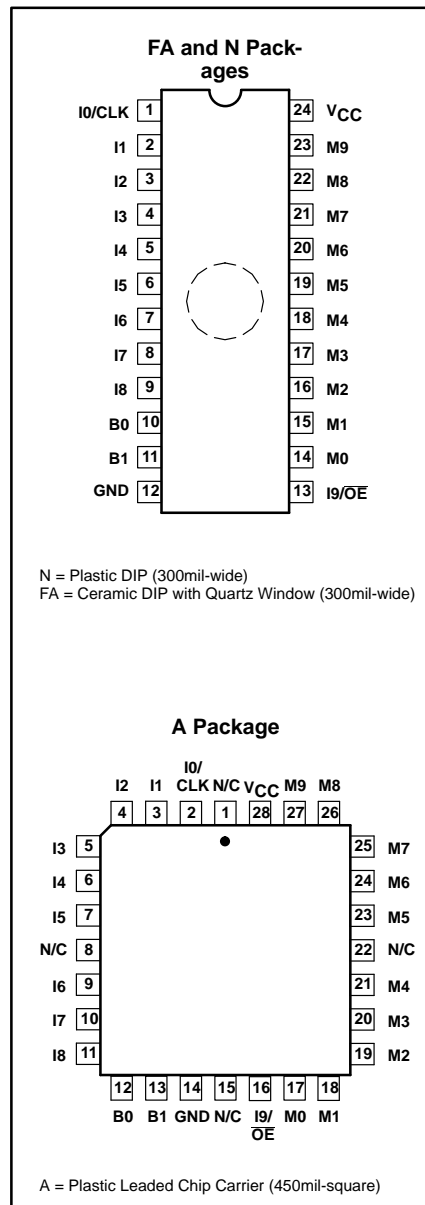 FA and N Pack-
ages
I0/CLK 1 24 VCC
I1 2 23 M9
I2 3 22 M8
I3 4 21 M7
I4 5 20 M6
I5 6 19 M5
I6 7 18 M4
I7 8 17 M3
I8 9 16 M2
B0 10 15 M1
B1 11 14 M0
GND 12 13 I9/OE
N = Plastic DIP (300mil-wide)
FA = Ceramic DIP with Quartz Window (300mil-wide)
A Package
I0/
I2 I1 CLK N/C VCC M9 M8
4 3 2 1 28 27 26
I3 5 25 M7
I4 6 24 M6
I5 7 23 M5
N/C 8 22 N/C
I6 9 21 M4
I7 10 20 M3
I8 11 19 M2
12 13 14 15 16 17 18
B0 B1 GND N/C I9/ M0 M1
OE
A = Plastic Leaded Chip Carrier (450mil-square)